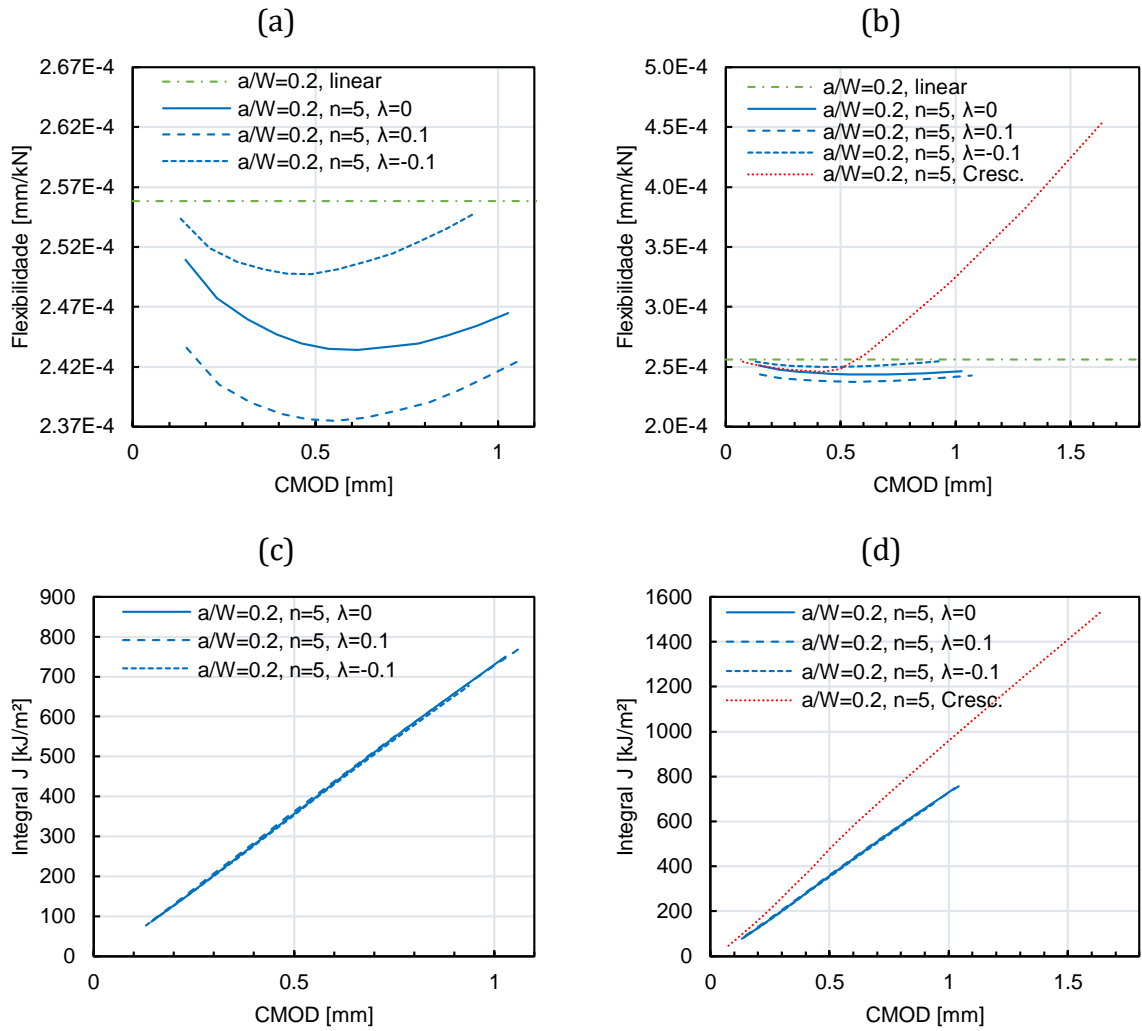 (a)
2.67E-4
2.62E-4
2.57E-4
2.52E-4
2.47E-4
2.42E-4
2.37E-4
Flexibilidade [mm/kN]
a/W=0.2, linear
a/W=0.2, n=5, λ=0
a/W=0.2, n=5, λ=0.1
a/W=0.2, n=5, λ=-0.1
0
0.5
1
CMOD [mm]
(b)
5.0E-4
4.5E-4
4.0E-4
3.5E-4
3.0E-4
2.5E-4
2.0E-4
Flexibilidade [mm/kN]
a/W=0.2, linear
a/W=0.2, n=5, λ=0
a/W=0.2, n=5, λ=0.1
a/W=0.2, n=5, λ=-0.1
a/W=0.2, n=5, Cresc.
0
0.5
1
1.5
CMOD [mm]
(c)
900
800
700
600
500
400
300
200
100
0
Integral J [kJ/m²]
a/W=0.2, n=5, λ=0
a/W=0.2, n=5, λ=0.1
a/W=0.2, n=5, λ=-0.1
0
0.5
1
CMOD [mm]
(d)
1600
1400
1200
1000
800
600
400
200
0
Integral J [kJ/m²]
a/W=0.2, n=5, λ=0
a/W=0.2, n=5, λ=0.1
a/W=0.2, n=5, λ=-0.1
a/W=0.2, n=5, Cresc.
0
0.5
1
1.5
CMOD [mm]